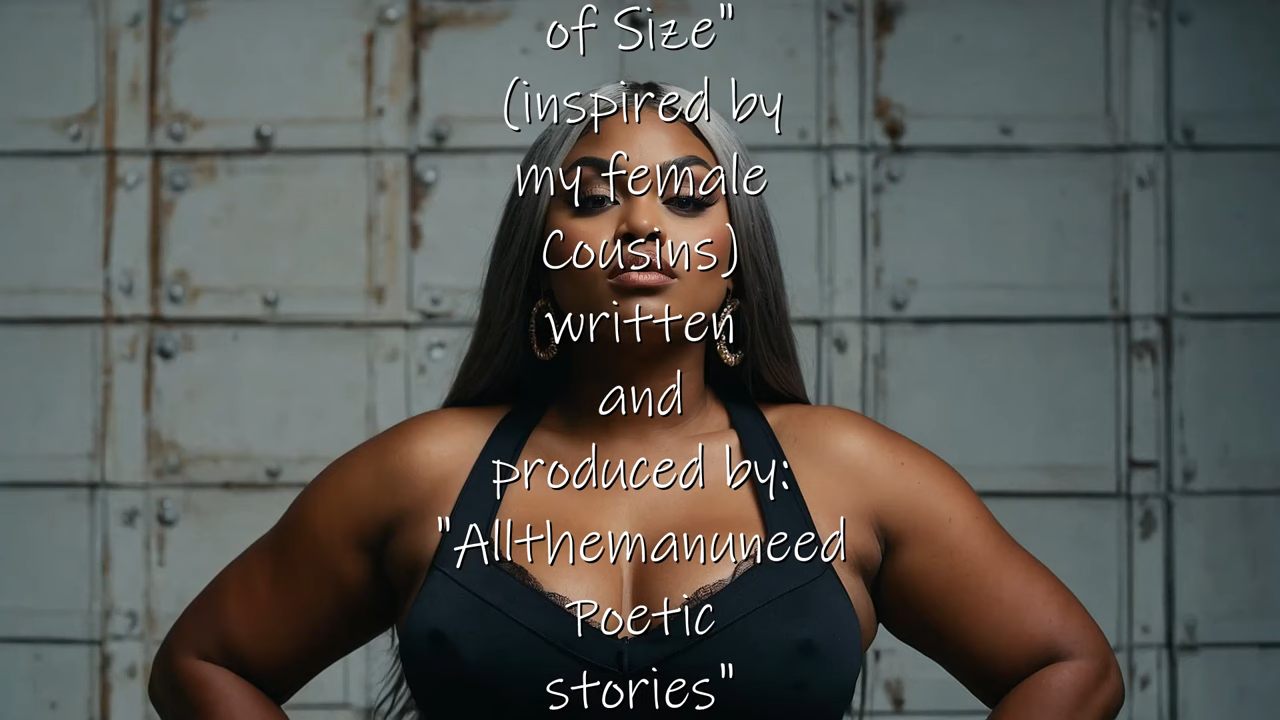 of Size"
(inspired by
my female
Cousins)
written
and
produced by:
"Allthemanuneed
Poetic
stories"